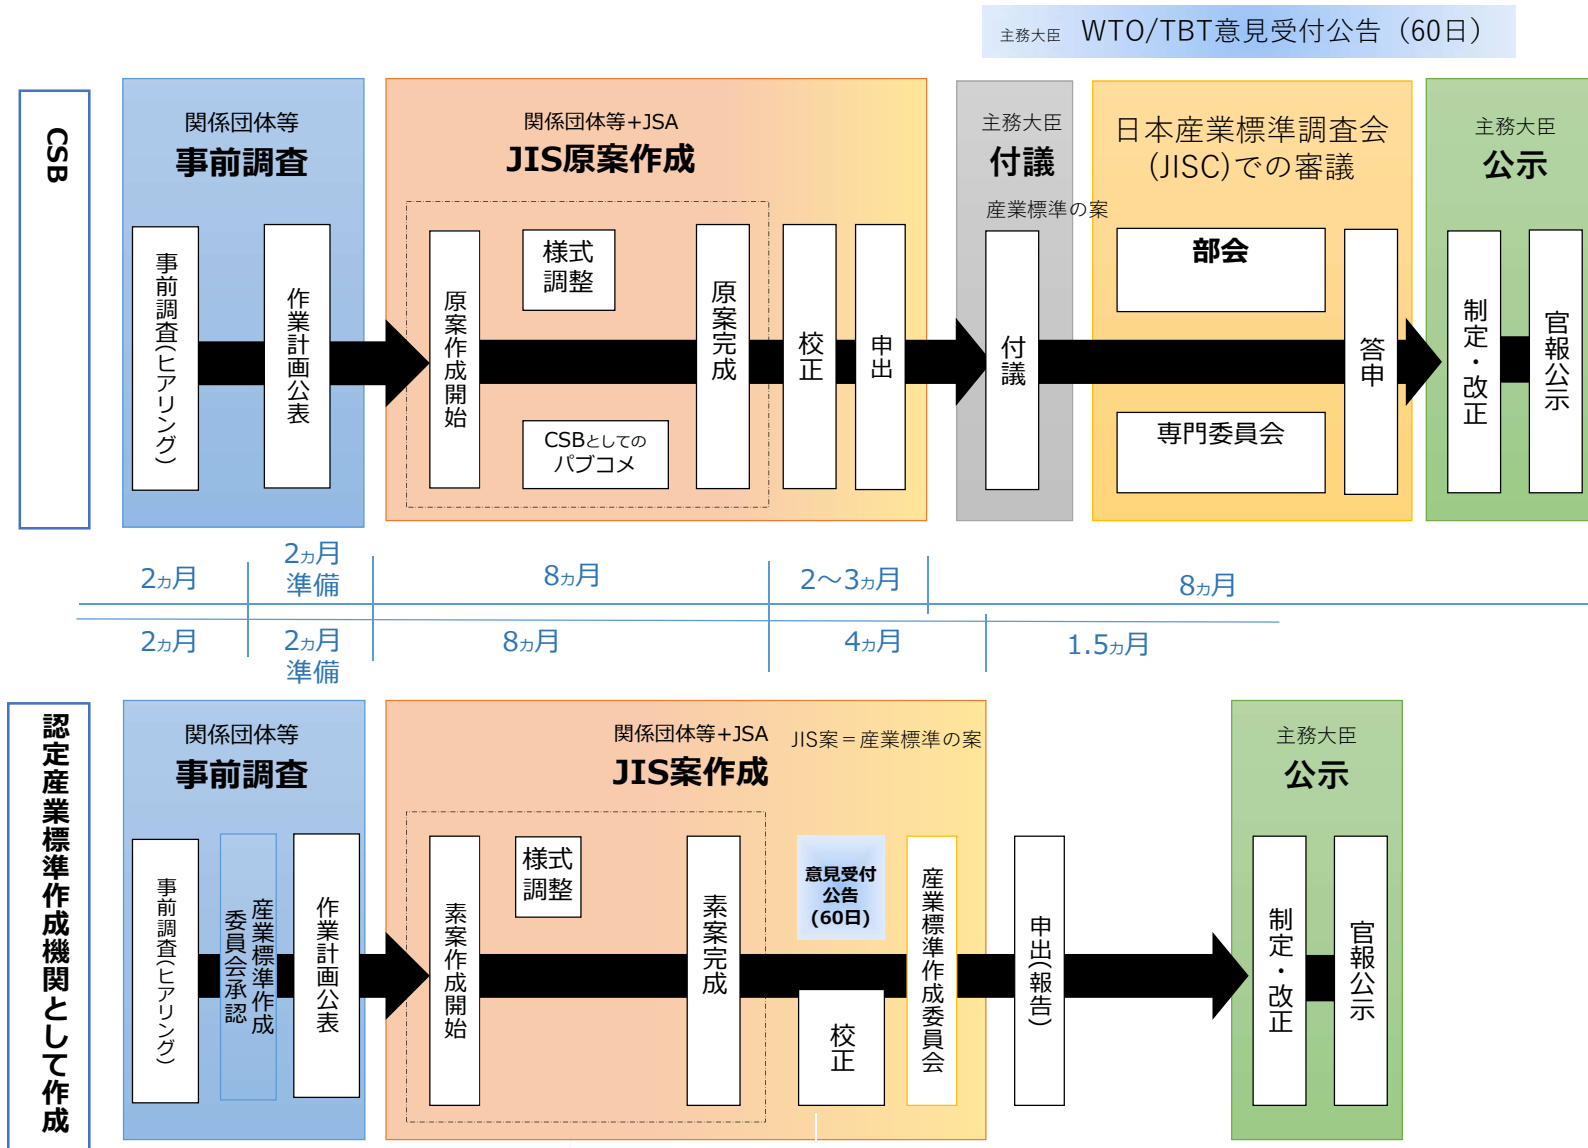 主務大臣 WTO/TBT意見受付公告（60日）
CSB
関係団体等
事前調査
事前調査(ヒアリング)
作業計画公表
関係団体等+JSA
JIS原案作成
原案作成開始
様式
調整
CSBとしての
パブコメ
原案完成
校正
申出
主務大臣
付議
産業標準の案
付議
日本産業標準調査会
(JISC)での審議
部会
専門委員会
答申
主務大臣
公示
制定・改正
官報公示
2ヵ月
2ヵ月
準備
8ヵ月
2～3ヵ月
8ヵ月
2ヵ月
2ヵ月
準備
8ヵ月
4ヵ月
1.5ヵ月
認定産業標準作成機関として作成
関係団体等
事前調査
事前調査(ヒアリング)
産業標準作成
委員会承認
作業計画公表
関係団体等+JSA
JIS案作成
JIS案＝産業標準の案
素案作成開始
様式
調整
素案完成
意見受付
公告
(60日)
校正
産業標準作成委員会
申出(報告)
主務大臣
公示
制定・改正
官報公示